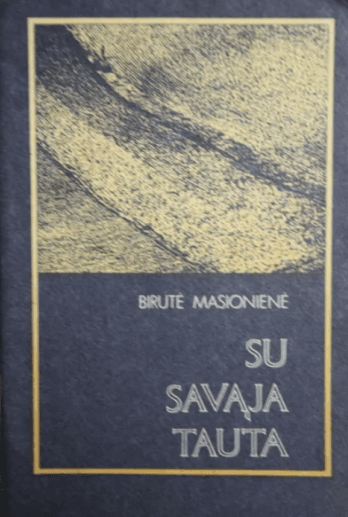 BIRUTĖ MASIONIENĖ
SU
SAVĄJA
TAUTA